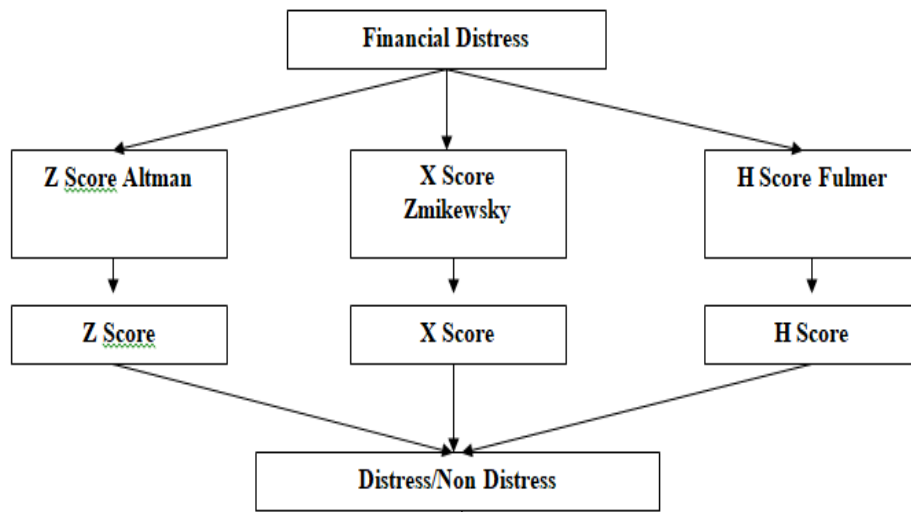 Financial Distress
Z Score Altman
X Score
Zmikewsky
H Score Fulmer
Z Score
X Score
H Score
Distress/Non Distress